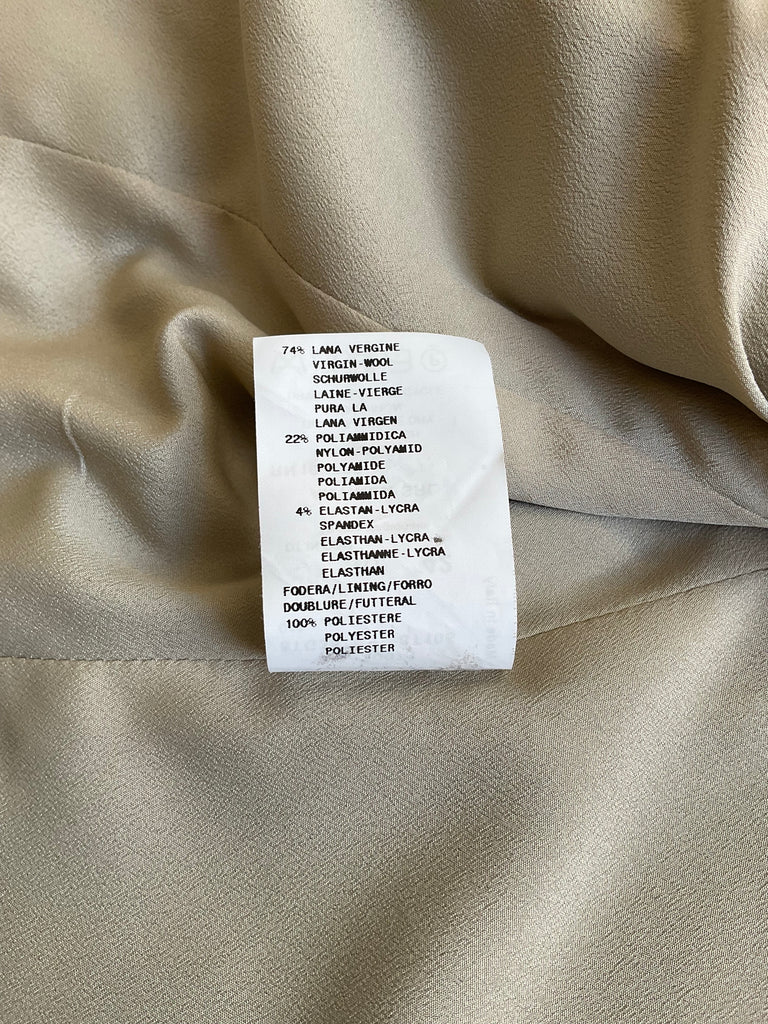 74% LANA VERGINE
VIRGIN-WOOL
SCHURWOLLE
LAINE-VIERGE
PURA LA
LANA VIRGEN
22% POLIAMMIDICA
NYLON-POLYAMID
POLYAMIDE
POLIAMIDA
POLIAMMIDA
4% ELASTAN-LYCRA
SPANDEX
ELASTHAN-LYCRA
ELASTHANNE-LYCRA
ELASTHAN
FODERA/LINING/FORRO
DOUBLURE/FUTTERAL
100% POLIESTERE
POLYESTER
POLIESTER